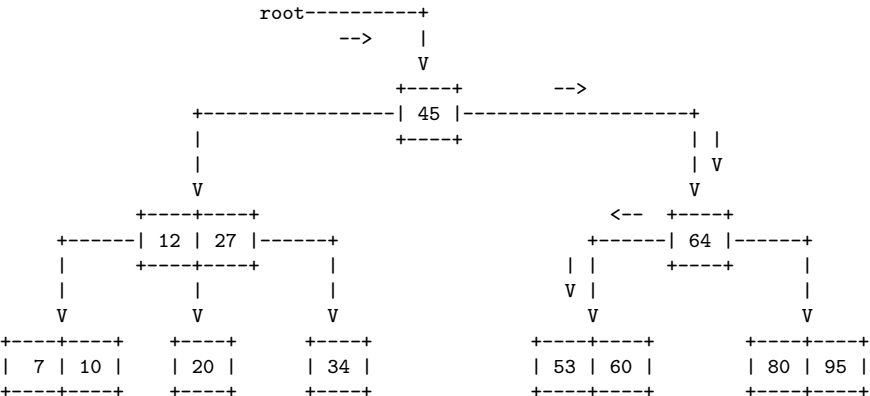 root----------+
-->    |
V
+-----+        -->
+-----------------| 45 |--------------------+
|                 +-----+                    | |
|                                            | V
V                                            V
+-----+-----+                               <--  +-----+
+------| 12 | 27 |------+                      +------| 64 |------+
|      +-----+-----+      |                    | |      +-----+      |
|           |           |                    V |                   |
V           V           V                      V                   V
+-----+-----+    +-----+      +-----+              +-----+-----+        +-----+-----+
|  7 | 10 |    | 20 |      | 34 |              | 53 | 60 |        | 80 | 95 |
+-----+-----+    +-----+      +-----+              +-----+-----+        +-----+-----+